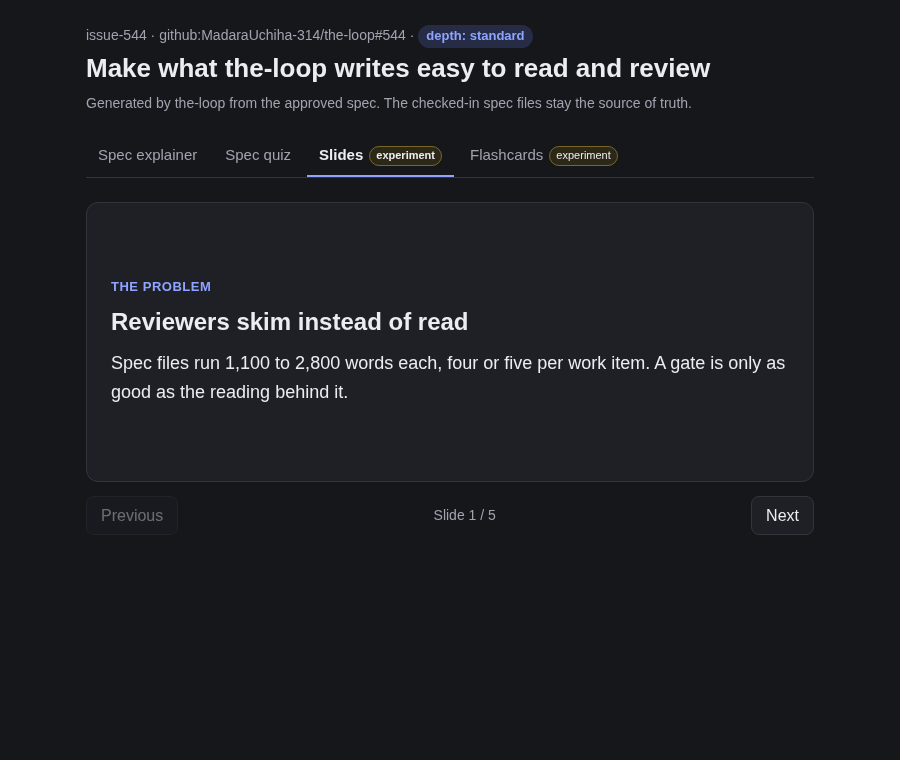 issue-544 · github:MadaraUchiha-314/the-loop#544 · depth: standard
Make what the-loop writes easy to read and review
Generated by the-loop from the approved spec. The checked-in spec files stay the source of truth.
Spec explainer Spec quiz Slides experiment Flashcards experiment
THE PROBLEM
Reviewers skim instead of read
Spec files run 1,100 to 2,800 words each, four or five per work item. A gate is only as
good as the reading behind it.
Previous Slide 1 / 5 Next